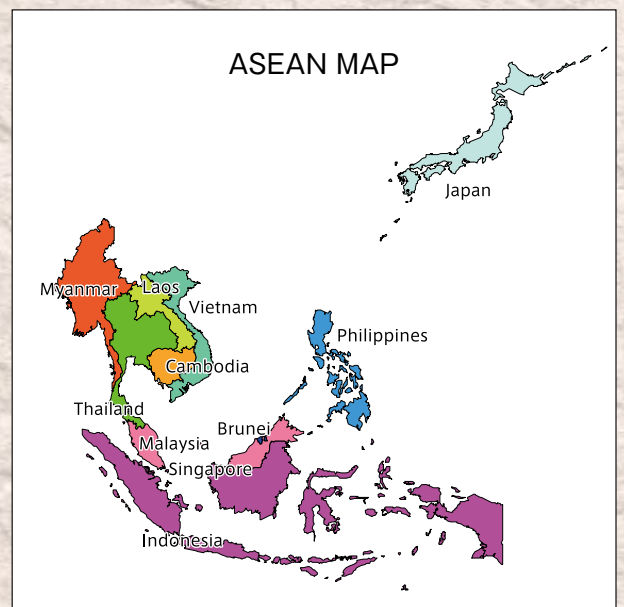 ASEAN MAP
Japan
Myanmar
Laos
Vietnam
Philippines
Cambodia
Thailand
Brunei
Malaysia
Singapore
Indonesia